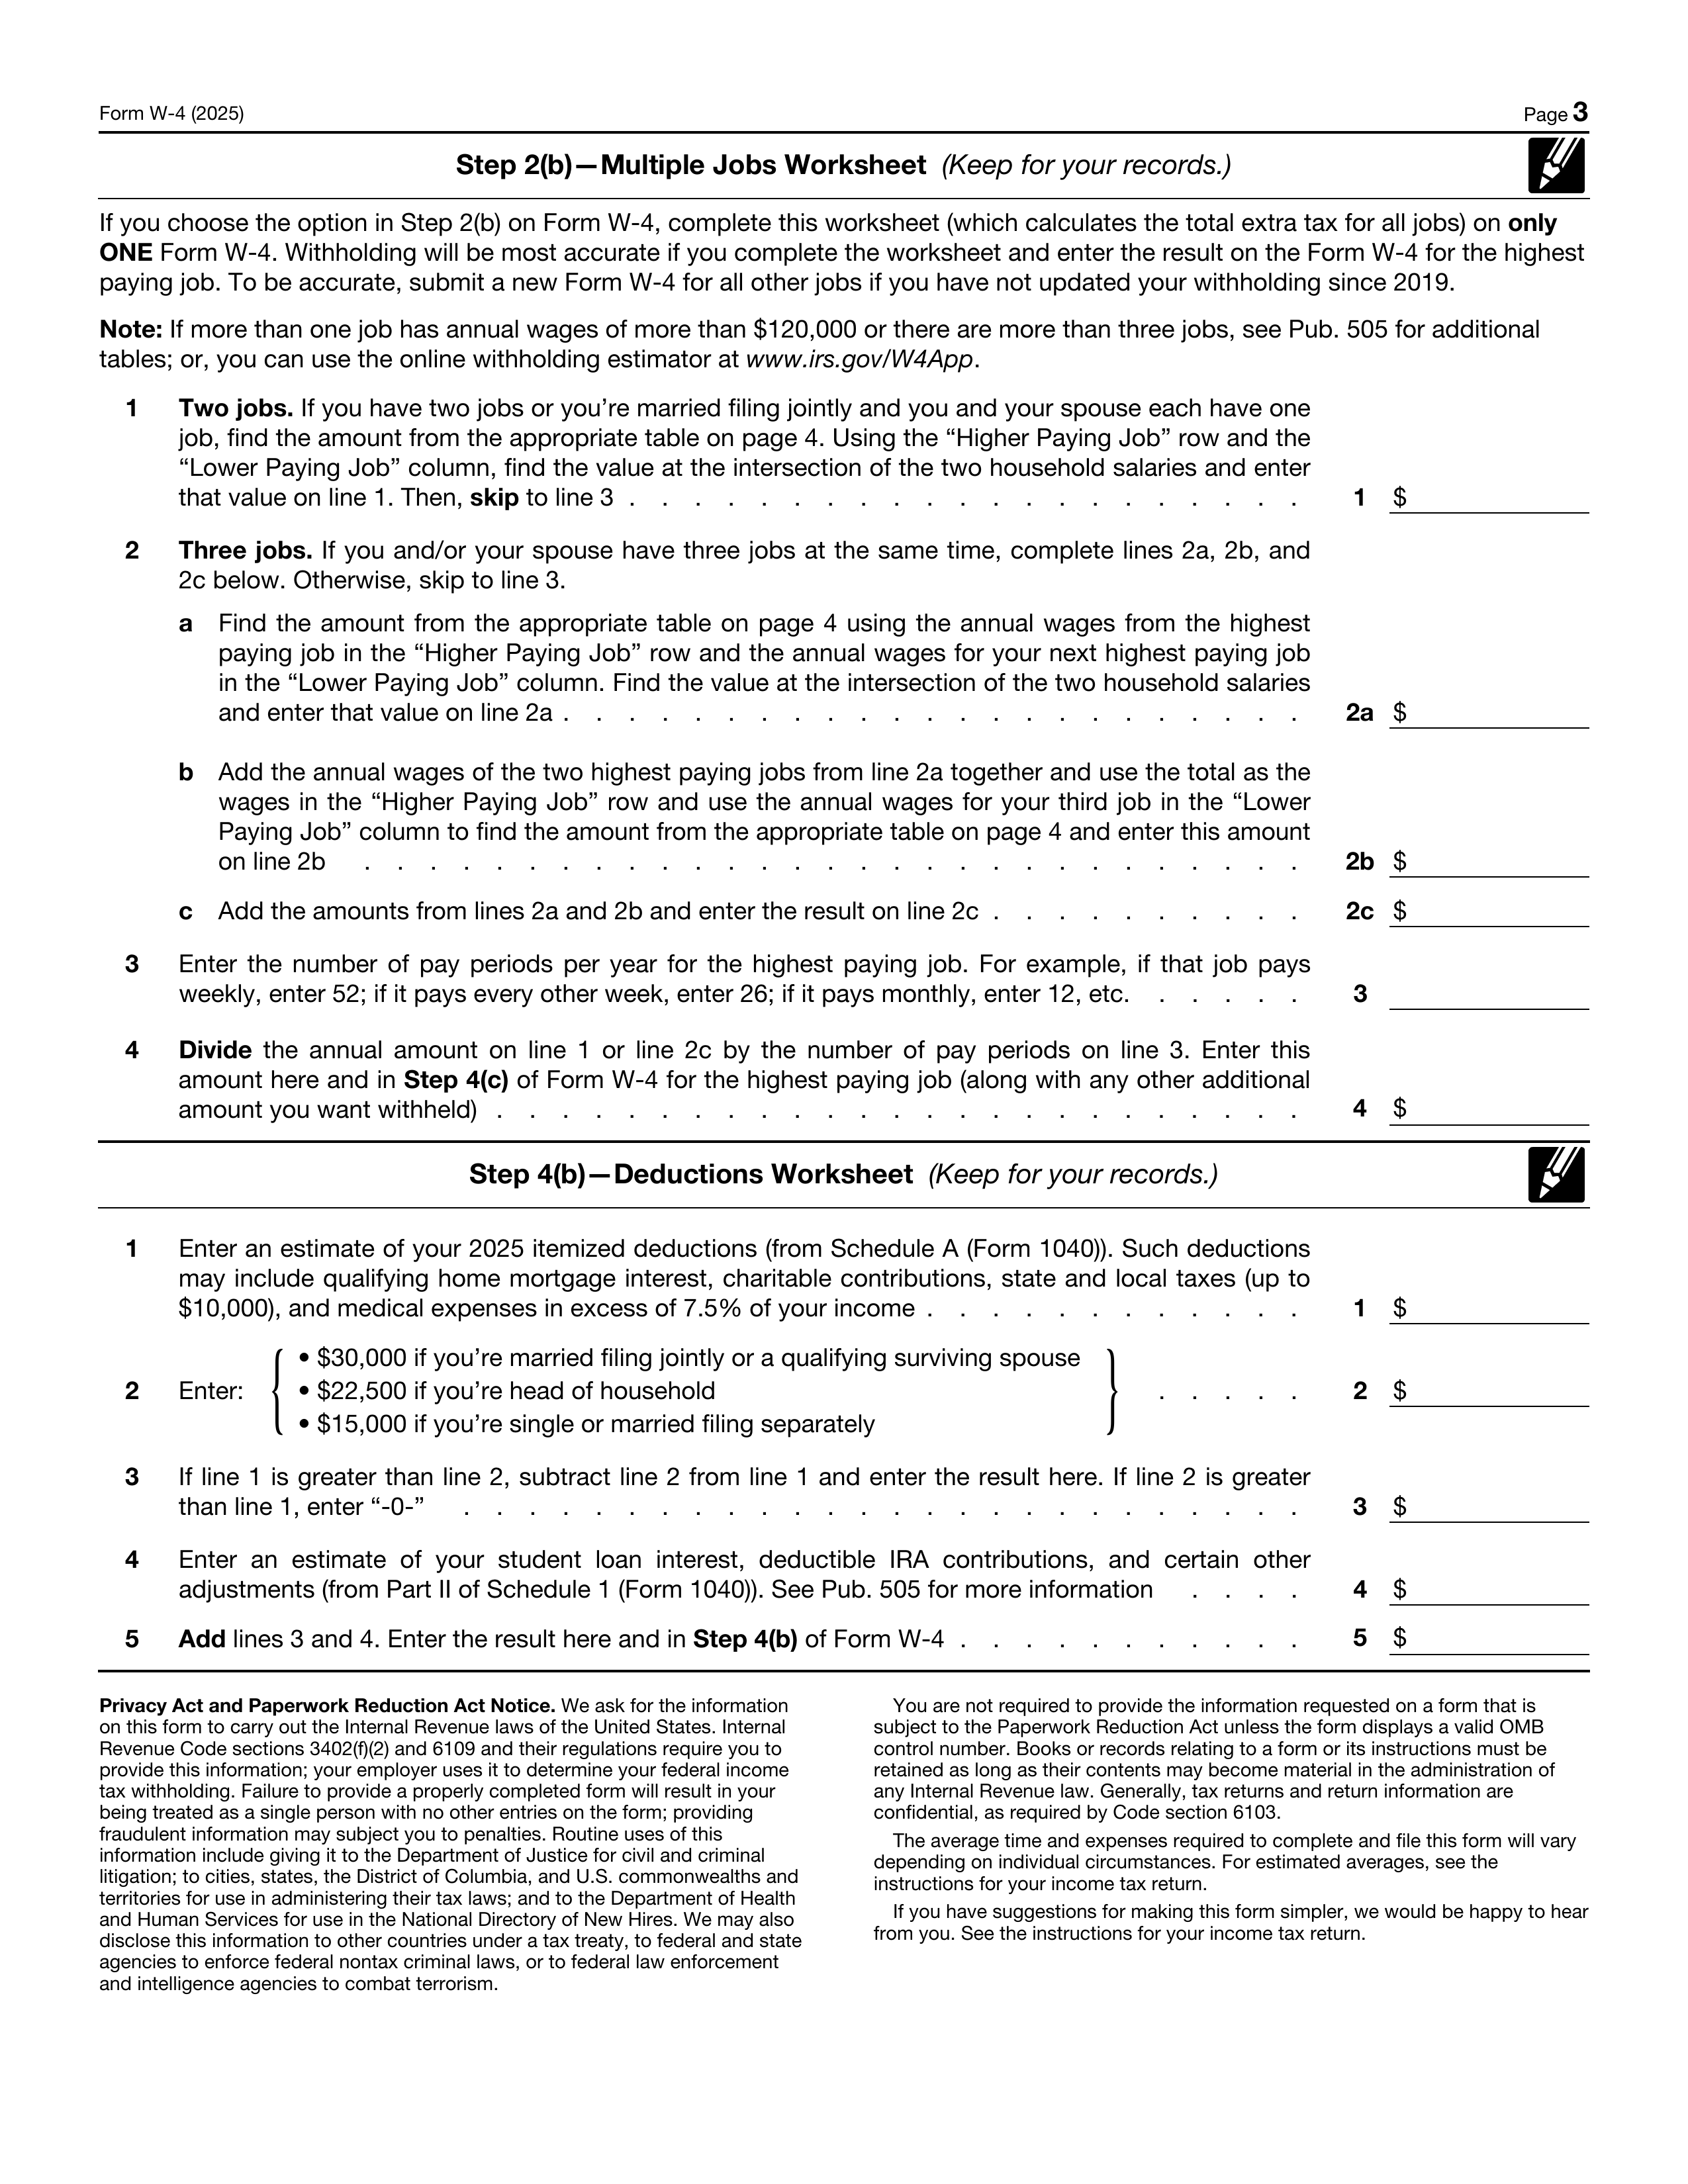 Form W-4 (2025)
Page 3
Step 2(b)—Multiple Jobs Worksheet (Keep for your records.)
If you choose the option in Step 2(b) on Form W-4, complete this worksheet (which calculates the total extra tax for all jobs) on only
ONE Form W-4. Withholding will be most accurate if you complete the worksheet and enter the result on the Form W-4 for the highest
paying job. To be accurate, submit a new Form W-4 for all other jobs if you have not updated your withholding since 2019.
Note: If more than one job has annual wages of more than $120,000 or there are more than three jobs, see Pub. 505 for additional
tables; or, you can use the online withholding estimator at www.irs.gov/W4App.
1 Two jobs. If you have two jobs or you’re married filing jointly and you and your spouse each have one
job, find the amount from the appropriate table on page 4. Using the “Higher Paying Job” row and the
“Lower Paying Job” column, find the value at the intersection of the two household salaries and enter
that value on line 1. Then, skip to line 3 . . . . . . . . . . . . . . . . . . . . . 1 $
2 Three jobs. If you and/or your spouse have three jobs at the same time, complete lines 2a, 2b, and
2c below. Otherwise, skip to line 3.
a Find the amount from the appropriate table on page 4 using the annual wages from the highest
paying job in the “Higher Paying Job” row and the annual wages for your next highest paying job
in the “Lower Paying Job” column. Find the value at the intersection of the two household salaries
and enter that value on line 2a . . . . . . . . . . . . . . . . . . . . . . . 2a $
b Add the annual wages of the two highest paying jobs from line 2a together and use the total as the
wages in the “Higher Paying Job” row and use the annual wages for your third job in the “Lower
Paying Job” column to find the amount from the appropriate table on page 4 and enter this amount
on line 2b . . . . . . . . . . . . . . . . . . . . . . . . . . . . . 2b $
c Add the amounts from lines 2a and 2b and enter the result on line 2c . . . . . . . . . . 2c $
3 Enter the number of pay periods per year for the highest paying job. For example, if that job pays
weekly, enter 52; if it pays every other week, enter 26; if it pays monthly, enter 12, etc. . . . . . 3
4 Divide the annual amount on line 1 or line 2c by the number of pay periods on line 3. Enter this
amount here and in Step 4(c) of Form W-4 for the highest paying job (along with any other additional
amount you want withheld) . . . . . . . . . . . . . . . . . . . . . . . . . 4 $
Step 4(b)—Deductions Worksheet (Keep for your records.)
1 Enter an estimate of your 2025 itemized deductions (from Schedule A (Form 1040)). Such deductions
may include qualifying home mortgage interest, charitable contributions, state and local taxes (up to
$10,000), and medical expenses in excess of 7.5% of your income . . . . . . . . . . . . 1 $
2 Enter:
• $30,000 if you’re married filing jointly or a qualifying surviving spouse
• $22,500 if you’re head of household
• $15,000 if you’re single or married filing separately
. . . . . 2 $
3 If line 1 is greater than line 2, subtract line 2 from line 1 and enter the result here. If line 2 is greater
than line 1, enter “-0-” . . . . . . . . . . . . . . . . . . . . . . . . . . 3 $
4 Enter an estimate of your student loan interest, deductible IRA contributions, and certain other
adjustments (from Part II of Schedule 1 (Form 1040)). See Pub. 505 for more information . . . . 4 $
5 Add lines 3 and 4. Enter the result here and in Step 4(b) of Form W-4 . . . . . . . . . . . 5 $
Privacy Act and Paperwork Reduction Act Notice. We ask for the information
on this form to carry out the Internal Revenue laws of the United States. Internal
Revenue Code sections 3402(f)(2) and 6109 and their regulations require you to
provide this information; your employer uses it to determine your federal income
tax withholding. Failure to provide a properly completed form will result in your
being treated as a single person with no other entries on the form; providing
fraudulent information may subject you to penalties. Routine uses of this
information include giving it to the Department of Justice for civil and criminal
litigation; to cities, states, the District of Columbia, and U.S. commonwealths and
territories for use in administering their tax laws; and to the Department of Health
and Human Services for use in the National Directory of New Hires. We may also
disclose this information to other countries under a tax treaty, to federal and state
agencies to enforce federal nontax criminal laws, or to federal law enforcement
and intelligence agencies to combat terrorism.
You are not required to provide the information requested on a form that is
subject to the Paperwork Reduction Act unless the form displays a valid OMB
control number. Books or records relating to a form or its instructions must be
retained as long as their contents may become material in the administration of
any Internal Revenue law. Generally, tax returns and return information are
confidential, as required by Code section 6103.
The average time and expenses required to complete and file this form will vary
depending on individual circumstances. For estimated averages, see the
instructions for your income tax return.
If you have suggestions for making this form simpler, we would be happy to hear
from you. See the instructions for your income tax return.